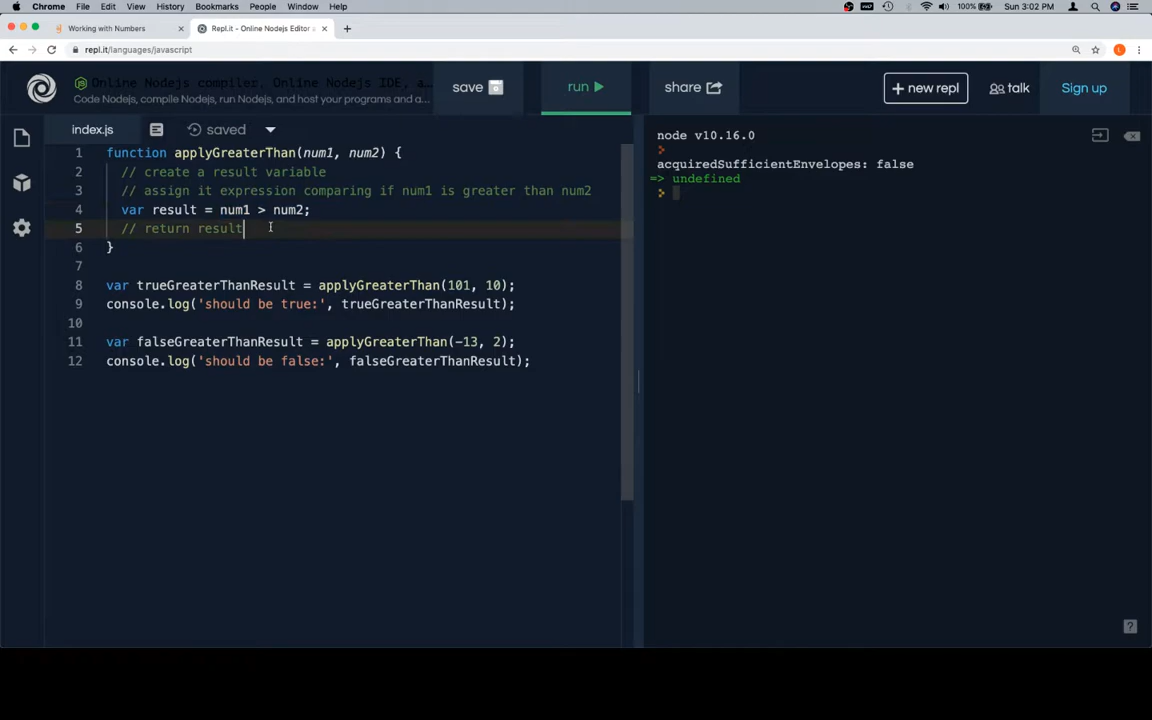 Chrome File Edit View History Bookmarks People Window Help 100% Sun 3:02 PM
Working with Numbers × Repl.it - Online Nodejs Editor a × +
repl.it/languages/javascript
Online Nodejs compiler, Online Nodejs IDE, a…
Code Nodejs, compile Nodejs, run Nodejs, and host your programs and a…
save run share + new repl talk Sign up
index.js saved
1 function applyGreaterThan(num1, num2) {
2 // create a result variable
3 // assign it expression comparing if num1 is greater than num2
4 var result = num1 > num2;
5 // return result
6 }
7
8 var trueGreaterThanResult = applyGreaterThan(101, 10);
9 console.log('should be true:', trueGreaterThanResult);
10
11 var falseGreaterThanResult = applyGreaterThan(-13, 2);
12 console.log('should be false:', falseGreaterThanResult);
node v10.16.0
acquiredSufficientEnvelopes: false
=> undefined
?